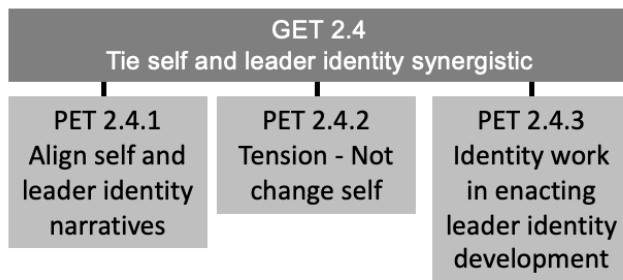 GET 2.4
Tie self and leader identity synergistic
PET 2.4.1
Align self and
leader identity
narratives
PET 2.4.2
Tension - Not
change self
PET 2.4.3
Identity work
in enacting
leader identity
development